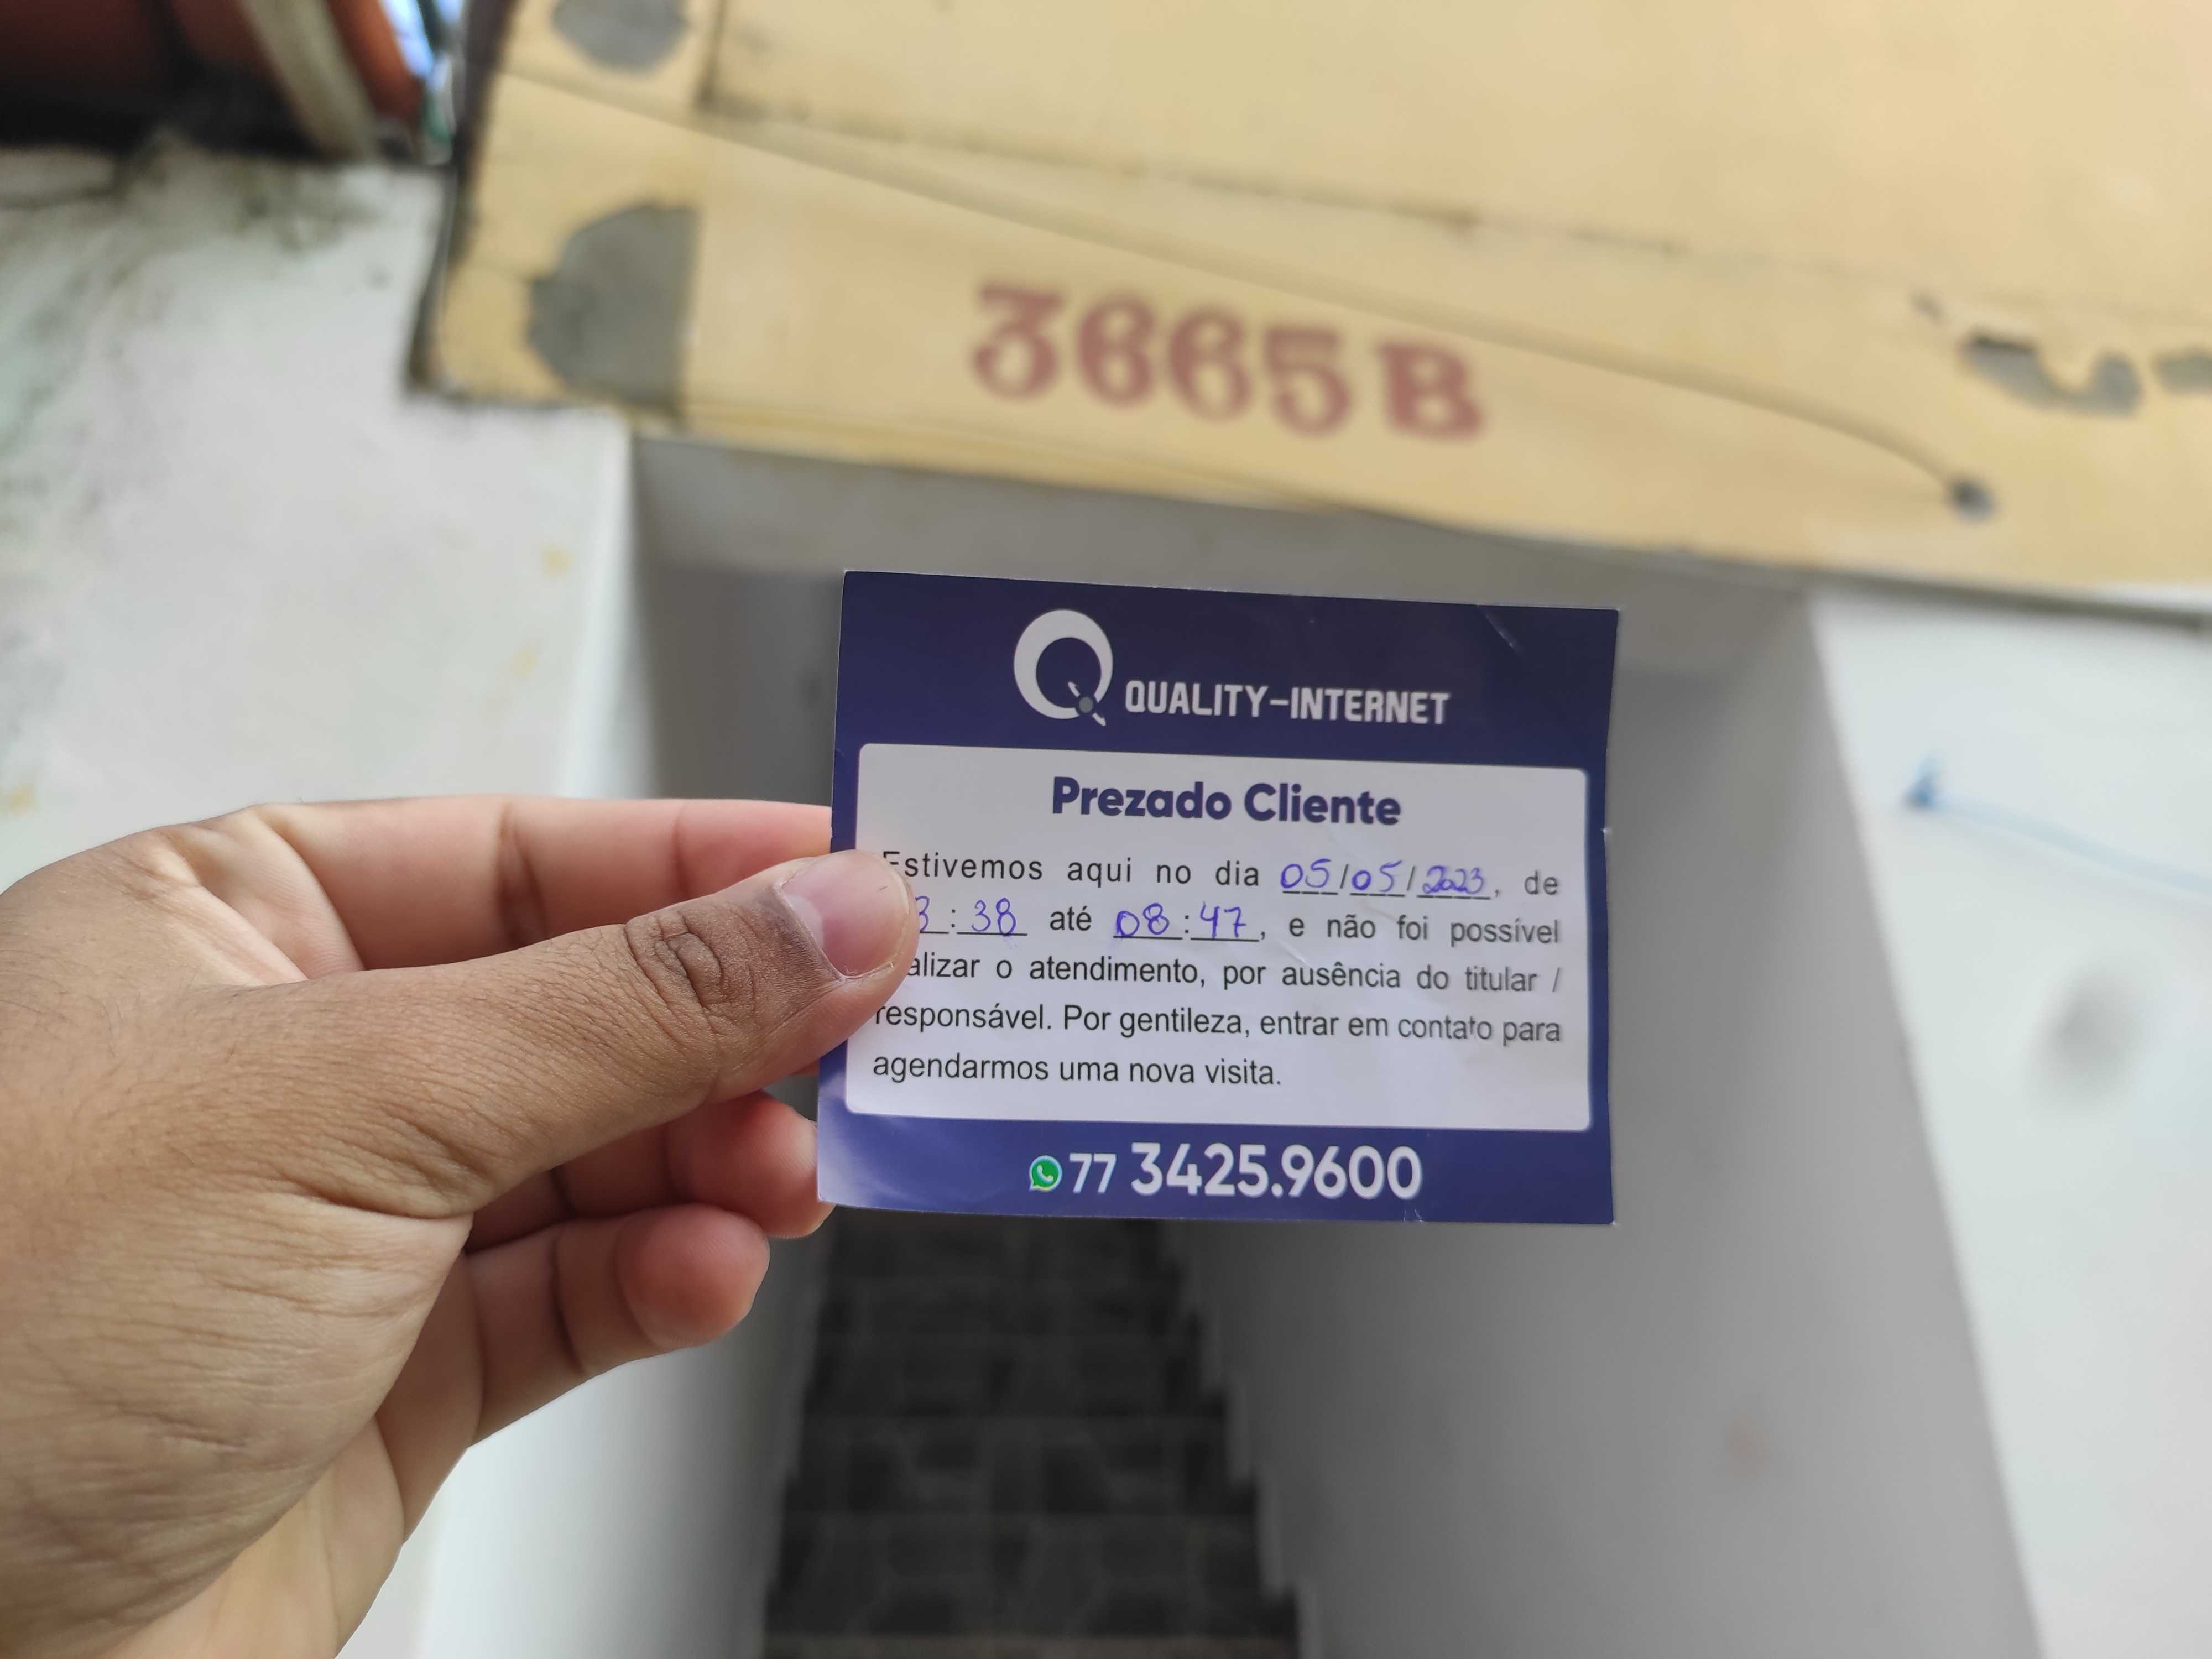 3665 B
QUALITY-INTERNET
Prezado Cliente
Estivemos aqui no dia 05/05/2023, de
:38 até 08:47, e não foi possível
o atendimento, por ausência do titular /
responsável. Por gentileza, entrar em contato para
agendarmos uma nova visita.
77 3425.9600